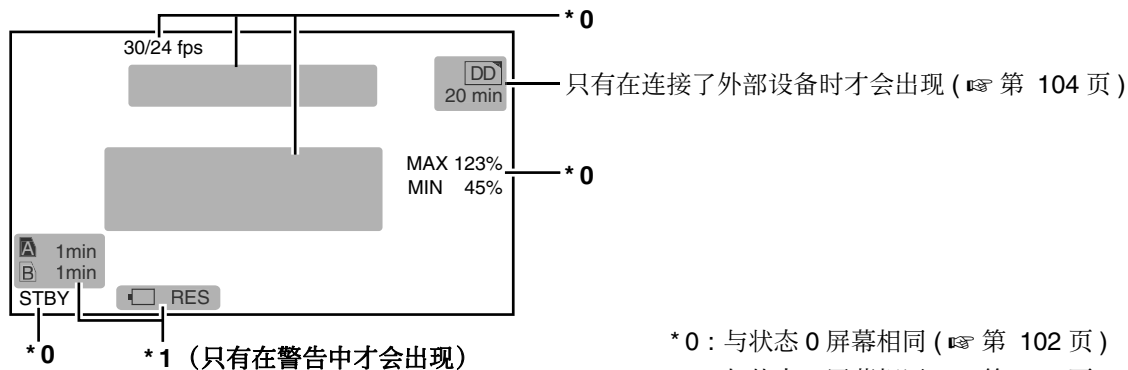 *0
30/24 fps
DD
20 min
只有在连接了外部设备时才会出现 ( ☞ 第 104 页 )
MAX 123%
MIN 45%
*0
A 1min
B 1min
STBY
RES
*0
*1（只有在警告中才会出现）
*0 : 与状态 0 屏幕相同 ( ☞ 第 102 页 )